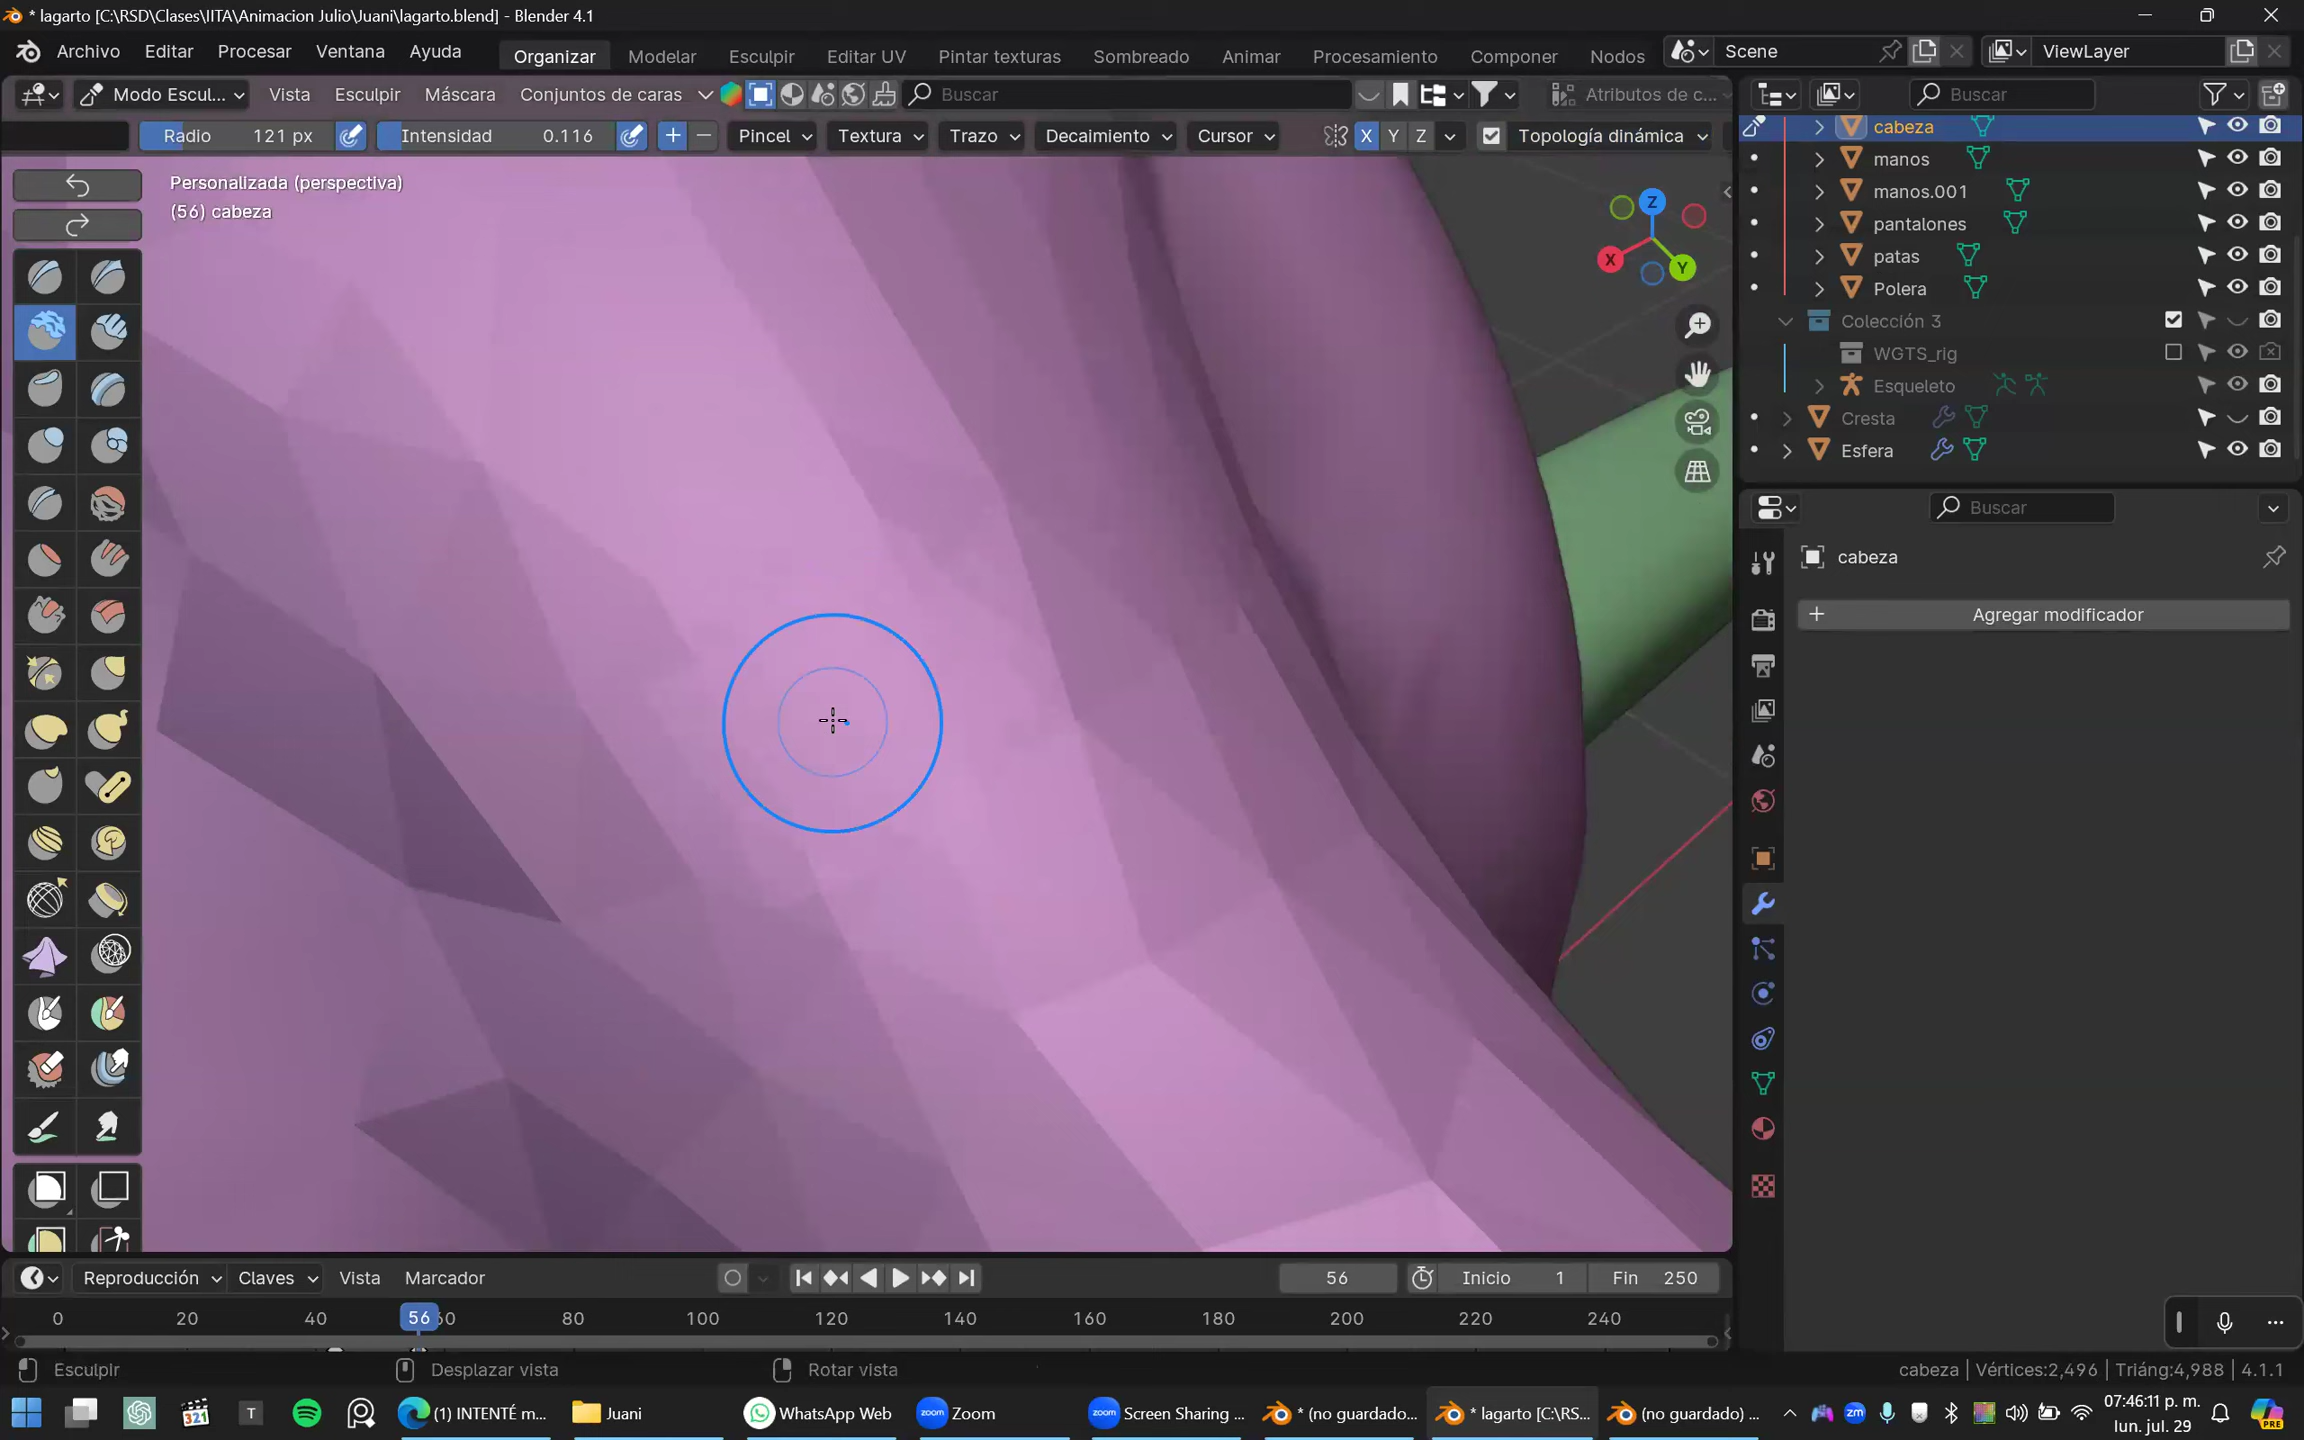 * lagarto [C:\RSD\Clases\IITA\Animacion Julio\Juani\lagarto.blend] - Blender 4.1
Archivo Editar Procesar Ventana Ayuda Organizar Modelar Esculpir Editar UV Pintar texturas Sombreado Animar Procesamiento Componer Nodos Scene ViewLayer
Modo Escul... Vista Esculpir Máscara Conjuntos de caras Buscar Atributos de c... Buscar
Radio 121 px Intensidad 0.116 Pincel Textura Trazo Decaimiento Cursor X Y Z Topología dinámica
Personalizada (perspectiva)
(56) cabeza
Z
X
Y
cabeza
manos
manos.001
pantalones
patas
Polera
Colección 3
WGTS_rig
Esqueleto
Cresta
Esfera
Buscar
cabeza
Agregar modificador
Reproducción Claves Vista Marcador 56 Inicio 1 Fin 250
0 20 40 56 60 80 100 120 140 160 180 200 220 240
Esculpir Desplazar vista Rotar vista cabeza | Vértices:2,496 | Triáng:4,988 | 4.1.1
321 T (1) INTENTÉ m... Juani WhatsApp Web zoom Zoom zoom Screen Sharing ... * (no guardado... * lagarto [C:\RS... (no guardado) ... zm 07:46:11 p. m. PRE
lun. jul. 29